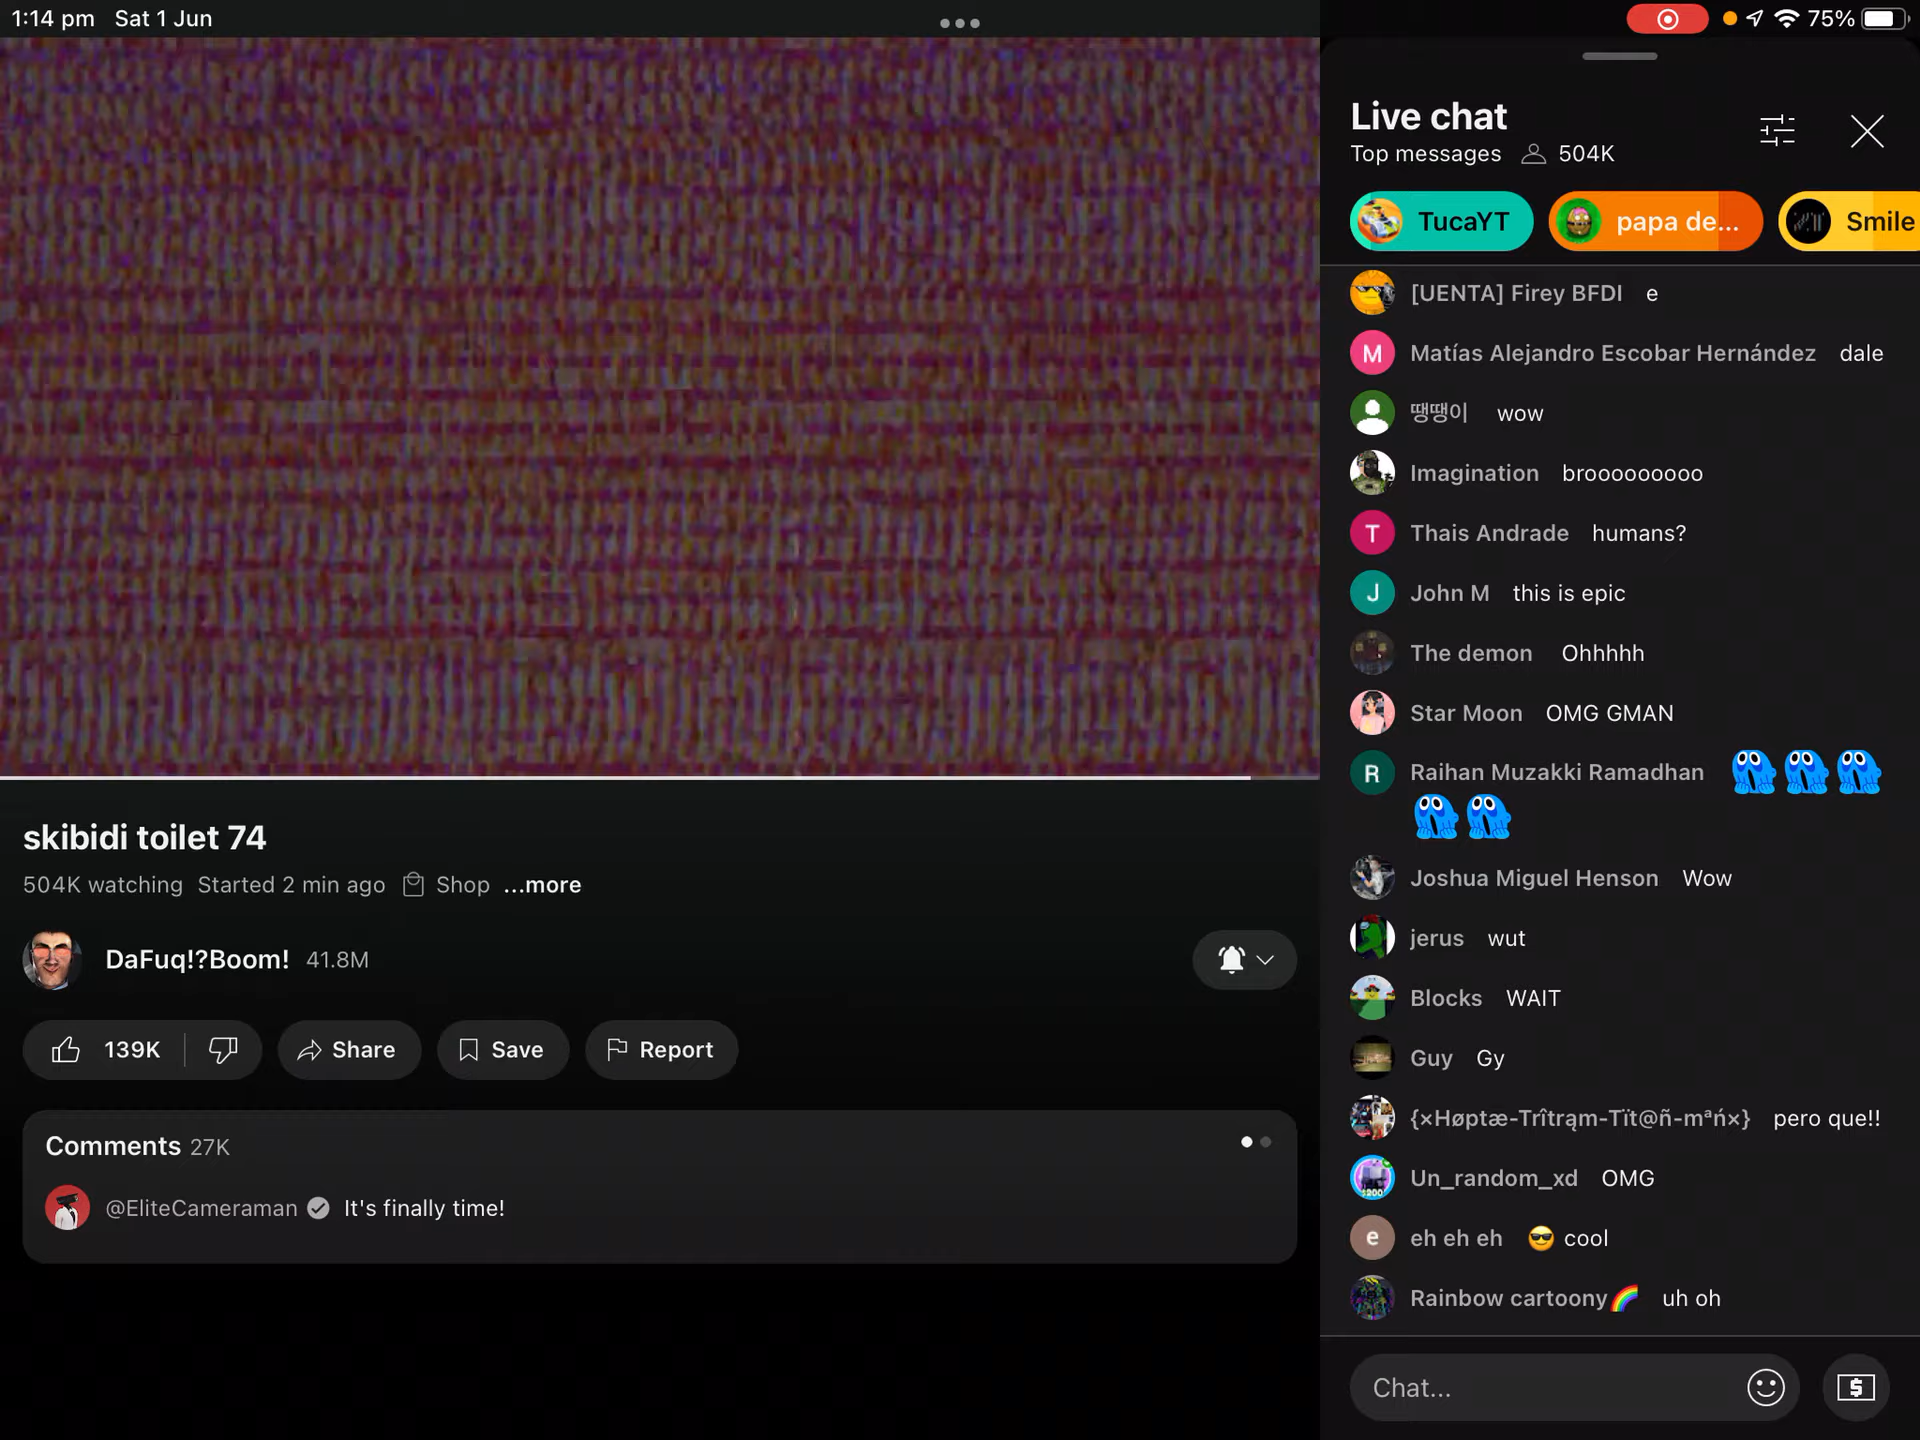 1:14 pm Sat 1 Jun
75%
Live chat
Top messages 504K
TucaYT papa de... Smile
[UENTA] Firey BFDI e
Matías Alejandro Escobar Hernández dale
땡땡이 wow
Imagination brooooooooo
T Thais Andrade humans?
J John M this is epic
The demon Ohhhhh
Star Moon OMG GMAN
R Raihan Muzakki Ramadhan
Joshua Miguel Henson Wow
jerus wut
Blocks WAIT
Guy Gy
{×Høptæ-Trîtrąm-Tït@ñ-mªń×} pero que!!
Un_random_xd OMG
e eh eh eh 😎 cool
Rainbow cartoony🌈 uh oh
Chat...
skibidi toilet 74
504K watching Started 2 min ago Shop ...more
DaFuq!?Boom! 41.8M
139K Share Save Report
Comments 27K
@EliteCameraman It's finally time!